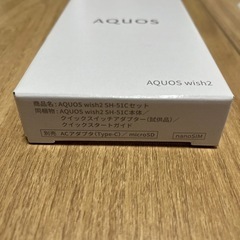 AQUOS
AQUOS wish2
商品名：AQUOS wish2 SH-51Cセット
同梱物：AQUOS wish2 SH-51C本体／
クイックスイッチアダプター（試供品）／
クイックスタートガイド
別売 ACアダプタ(Type-C)／microSD
nanoSIM